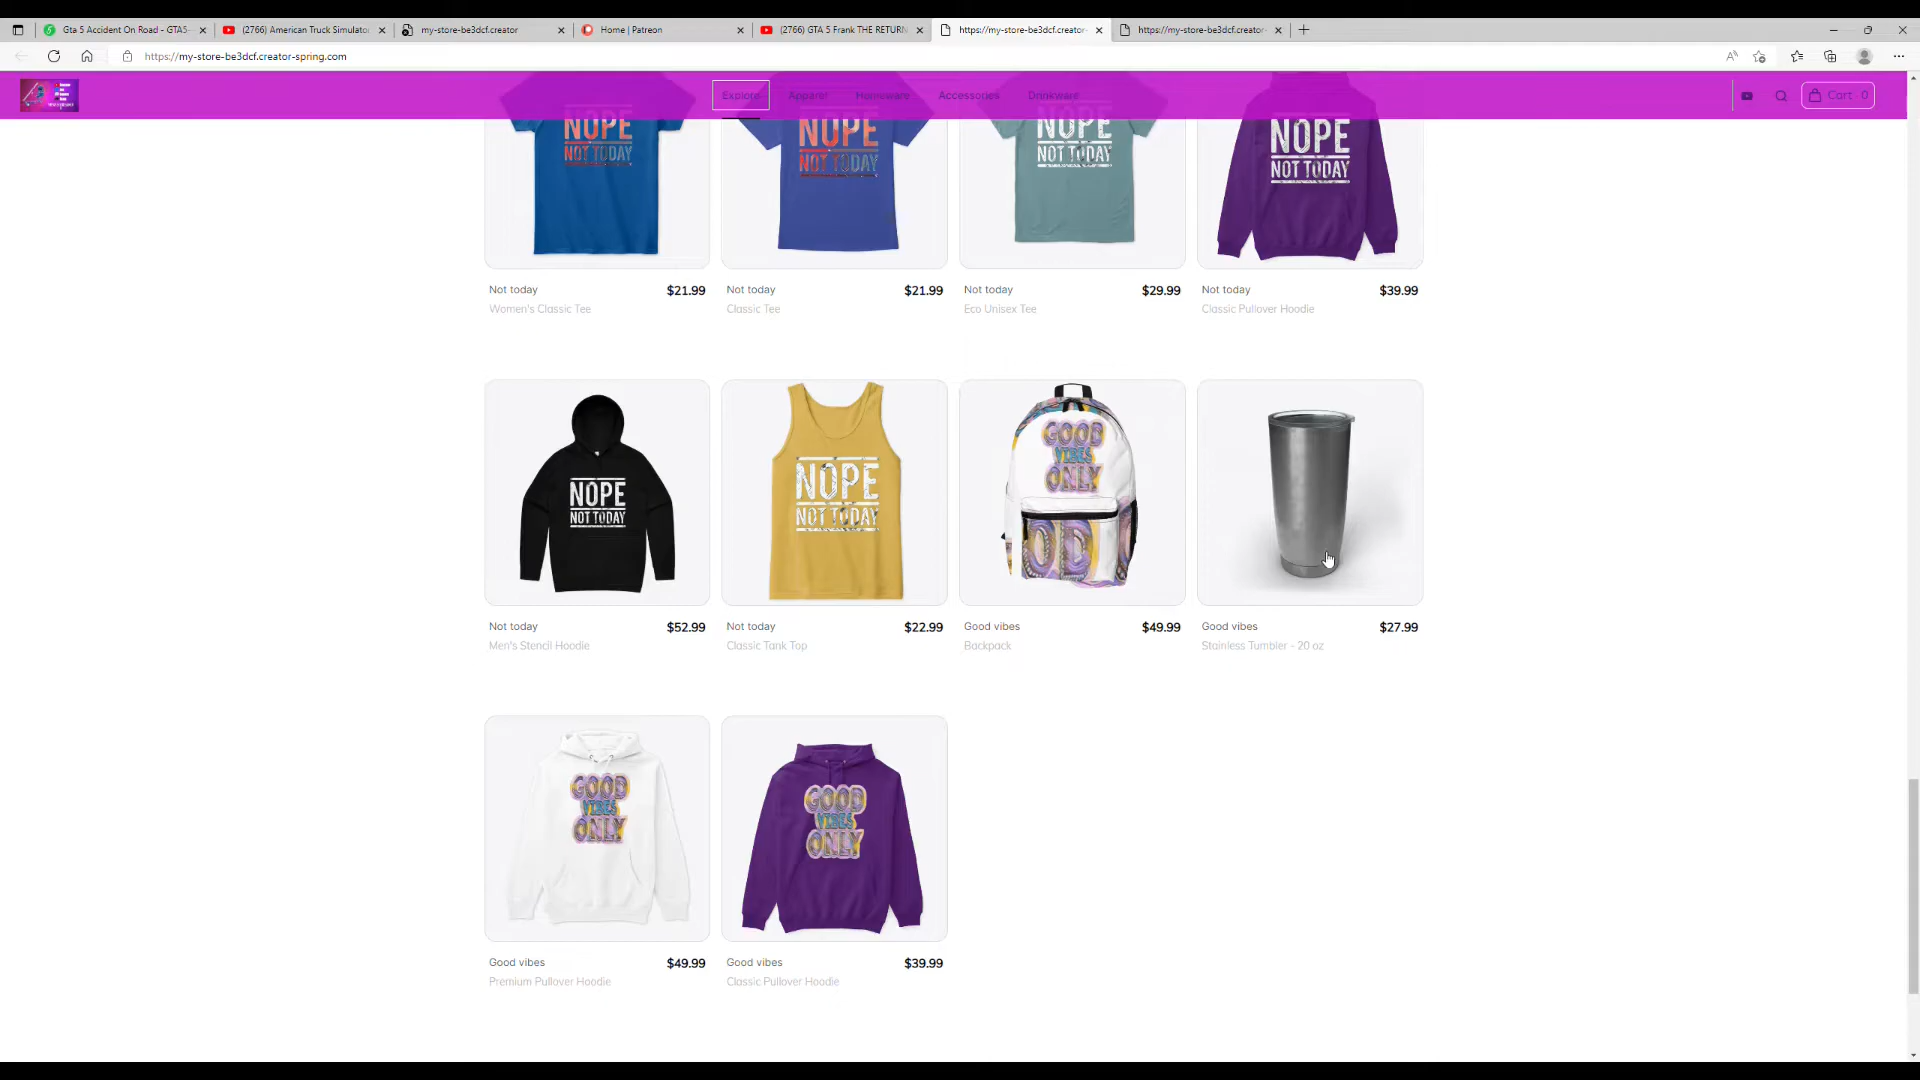 Gta 5 Accident On Road - GTA5-
(2766) American Truck Simulator
my-store-be3dcf.creator
Home | Patreon
(2766) GTA 5 Frank THE RETURN
https://my-store-be3dcf.creator-
https://my-store-be3dcf.creator-
https://my-store-be3dcf.creator-spring.com
Explore
Apparel
Homeware
Accessories
Drinkware
Cart · 0
NOPE
NOT TODAY
NOPE
NOT TODAY
NOPE
NOT TODAY
NOPE
NOT TODAY
Not today $21.99
Women's Classic Tee
Not today $21.99
Classic Tee
Not today $29.99
Eco Unisex Tee
Not today $39.99
Classic Pullover Hoodie
NOPE
NOT TODAY
NOPE
NOT TODAY
GOOD
VIBES
ONLY
Not today $52.99
Men's Stencil Hoodie
Not today $22.99
Classic Tank Top
Good vibes $49.99
Backpack
Good vibes $27.99
Stainless Tumbler - 20 oz
GOOD
VIBES
ONLY
GOOD
VIBES
ONLY
Good vibes $49.99
Premium Pullover Hoodie
Good vibes $39.99
Classic Pullover Hoodie